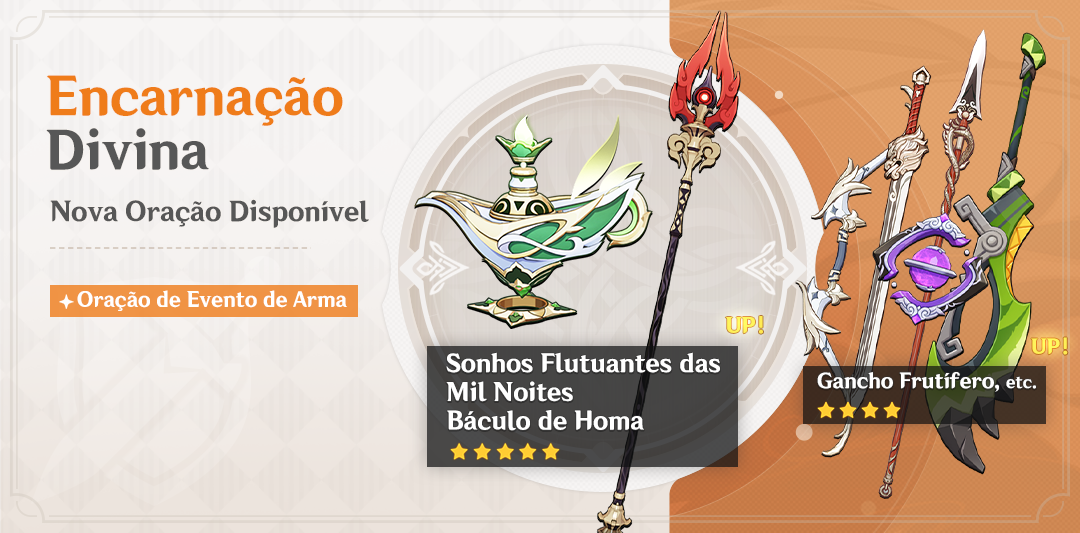 Encarnação
Divina
Nova Oração Disponível
Oração de Evento de Arma
UP!
Sonhos Flutuantes das
Mil Noites
Báculo de Homa
UP!
Gancho Frutífero, etc.